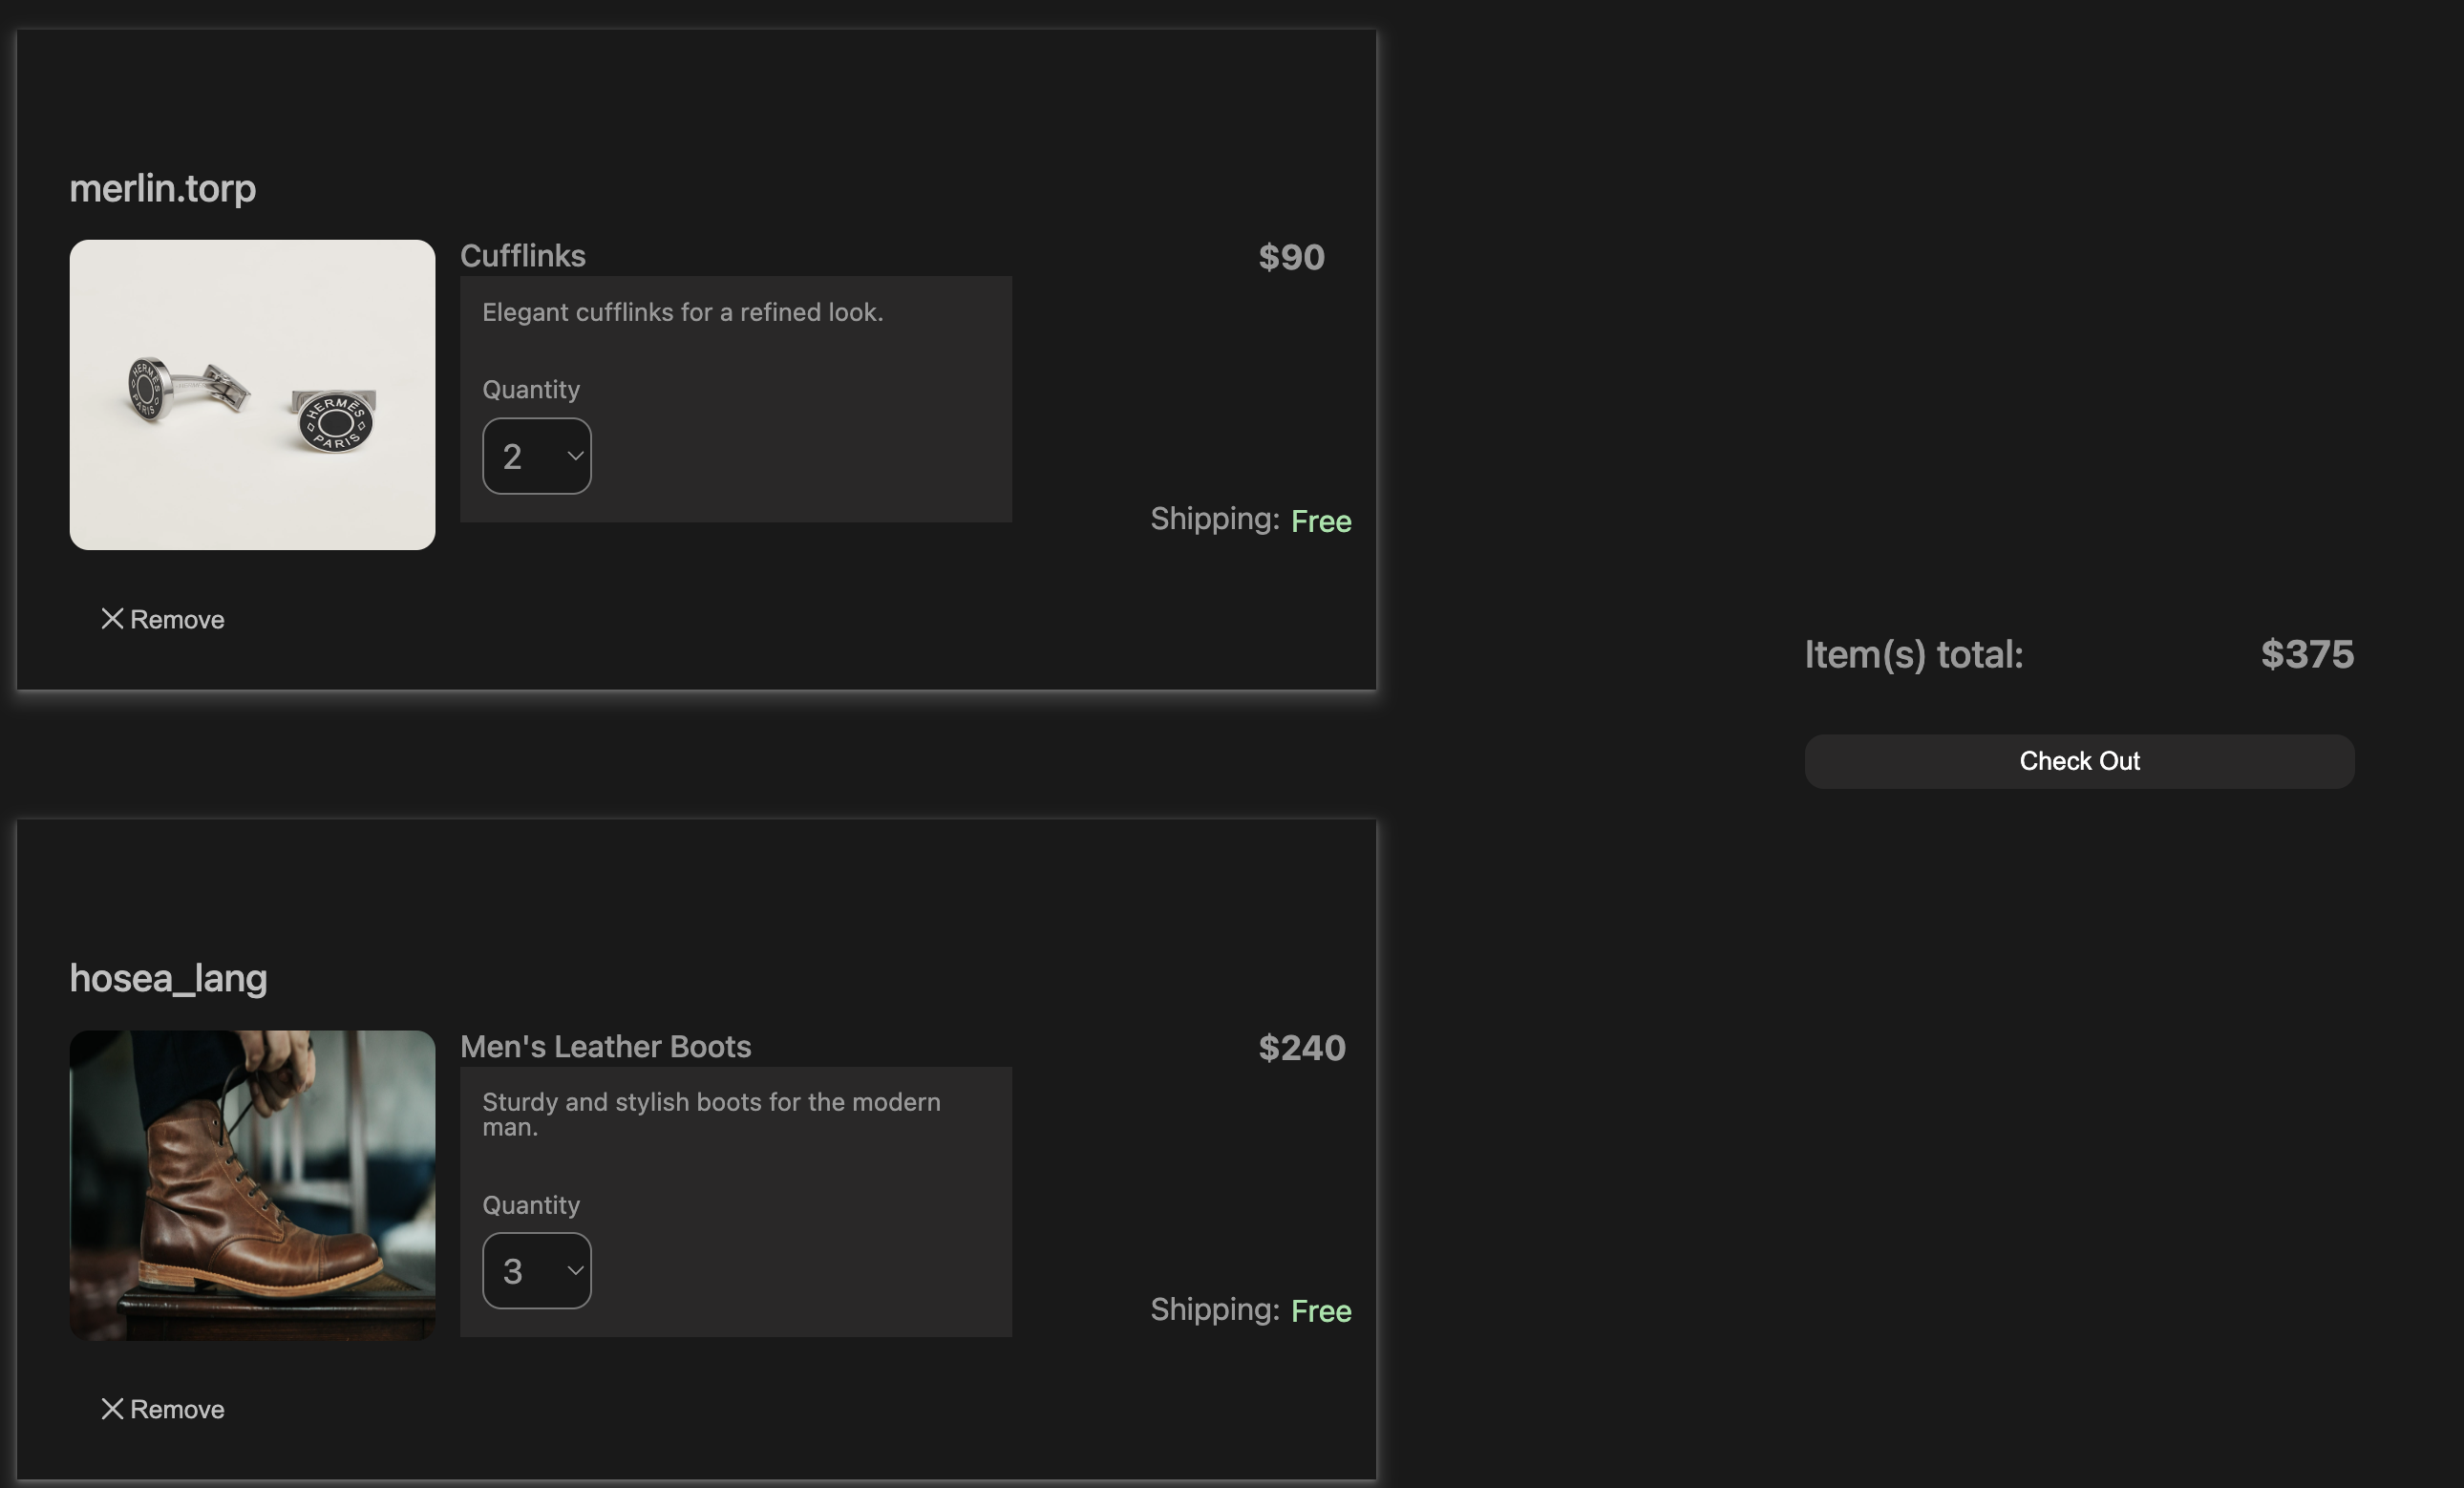 merlin.torp
Cufflinks
$90
Elegant cufflinks for a refined look.
Quantity
2
Shipping: Free
HERMÈS
PARIS
HERMÈS
PARIS
Remove
Item(s) total: $375
Check Out
hosea_lang
Men's Leather Boots
$240
Sturdy and stylish boots for the modern
man.
Quantity
3
Shipping: Free
Remove